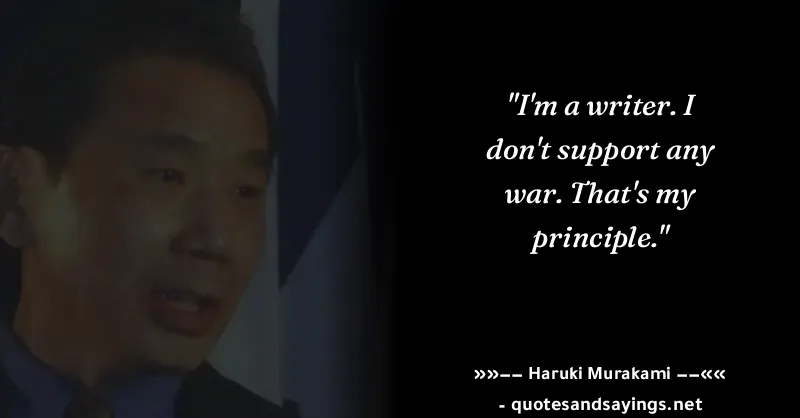 "I'm a writer. I
don't support any
war. That's my
principle."
»»−− Haruki Murakami −−««
- quotesandsayings.net